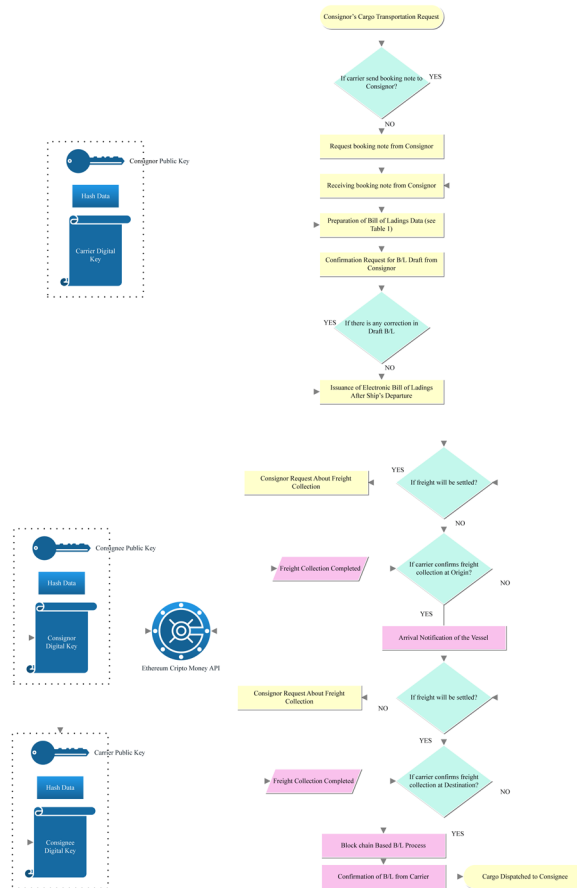 Consignor's Cargo Transportation Request
If carrier send booking note to
Consignor?
YES
NO
Request booking note from Consignor
Receiving booking note from Consignor
Preparation of Bill of Ladings Data (see
Table 1)
Confirmation Request for B/L Draft from
Consignor
YES
If there is any correction in
Draft B/L
NO
Issuance of Electronic Bill of Ladings
After Ship's Departure
Consignor Public Key
Hash Data
Carrier Digital
Key
YES
Consignor Request About Freight
Collection
If freight will be settled?
NO
Freight Collection Completed
If carrier confirms freight
collection at Origin?
NO
YES
Arrival Notification of the Vessel
Consignee Public Key
Hash Data
Consignor
Digital Key
Ethereum Cripto Money API
Consignor Request About Freight
Collection
NO
If freight will be settled?
YES
Freight Collection Completed
If carrier confirms freight
collection at Destination?
NO
YES
Carrier Public Key
Hash Data
Consignee
Digital Key
Block chain Based B/L Process
Confirmation of B/L from Carrier
Cargo Dispatched to Consignee